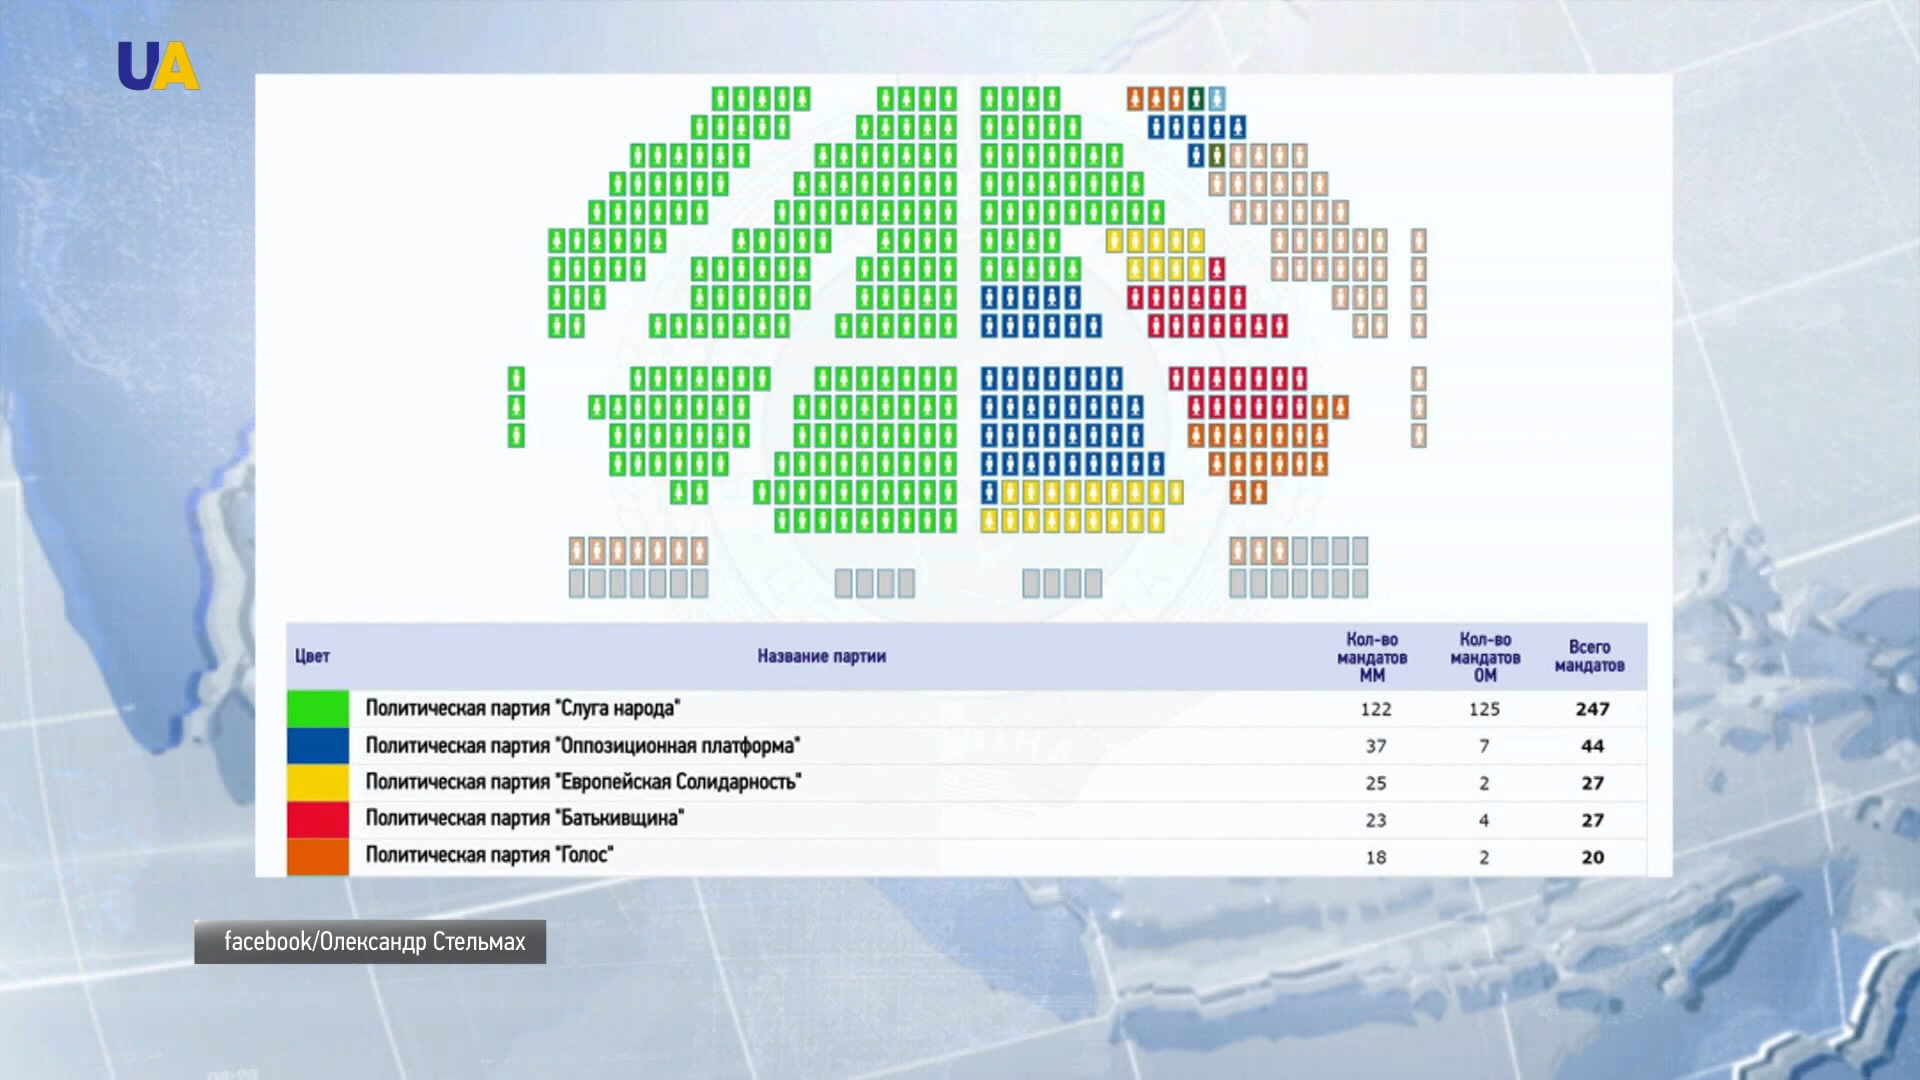 UA
Цвет Название партии Кол-во мандатов ММ Кол-во мандатов ОМ Всего мандатов
Политическая партия "Слуга народа" 122 125 247
Политическая партия "Оппозиционная платформа" 37 7 44
Политическая партия "Европейская Солидарность" 25 2 27
Политическая партия "Батькивщина" 23 4 27
Политическая партия "Голос" 18 2 20
facebook/Олександр Стельмах